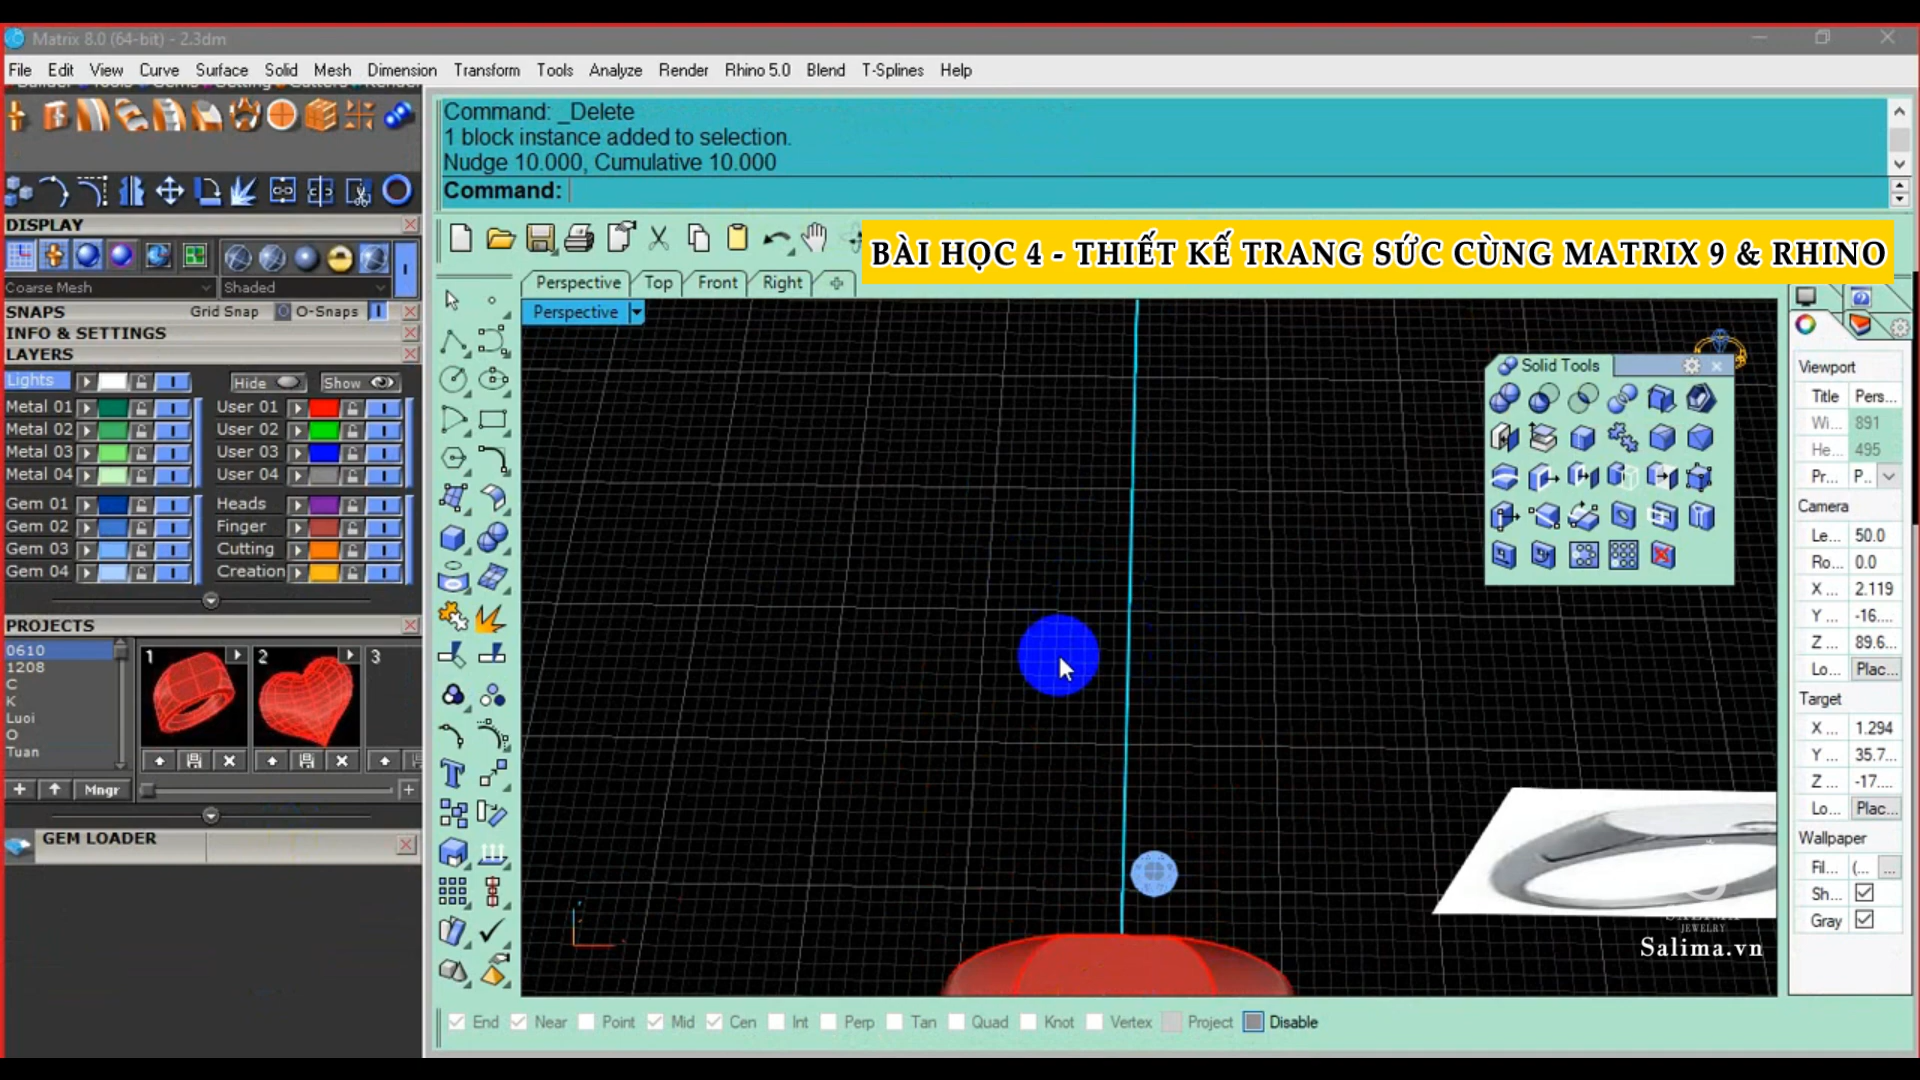 Matrix 8.0 (64-bit) - 2.3dm
File Edit View Curve Surface Solid Mesh Dimension Transform Tools Analyze Render Rhino 5.0 Blend T-Splines Help
Command: _Delete
1 block instance added to selection.
Nudge 10.000, Cumulative 10.000
Command:
BÀI HỌC 4 - THIẾT KẾ TRANG SỨC CÙNG MATRIX 9 & RHINO
DISPLAY
Coarse Mesh Shaded
SNAPS Grid Snap O-Snaps
INFO & SETTINGS
LAYERS
Lights Hide Show
Metal 01 User 01
Metal 02 User 02
Metal 03 User 03
Metal 04 User 04
Gem 01 Heads
Gem 02 Finger
Gem 03 Cutting
Gem 04 Creation
PROJECTS
0610
1208
C
K
Luoi
O
Tuan
1 2 3
Mngr
GEM LOADER
Perspective Top Front Right
Perspective
Solid Tools
Viewport
Title Pers...
Wi... 891
He... 495
Pr... P..
Camera
Le... 50.0
Ro... 0.0
X ... 2.119
Y ... -16....
Z ... 89.6...
Lo... Plac...
Target
X ... 1.294
Y ... 35.7...
Z ... -17....
Lo... Plac...
Wallpaper
Fil... (... ...
Sh...
Gray
JEWELRY
Salima.vn
End Near Point Mid Cen Int Perp Tan Quad Knot Vertex Project Disable